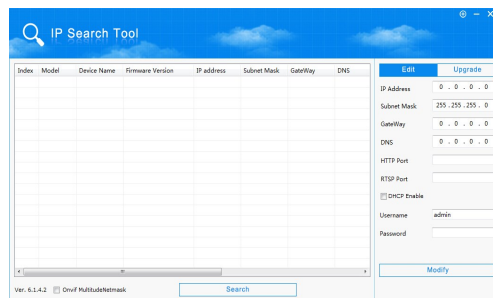 IP Search Tool
Index Model Device Name Firmware Version IP address Subnet Mask GateWay DNS
Edit Upgrade
IP Address 0 . 0 . 0 . 0
Subnet Mask 255 . 255 . 255 . 0
GateWay 0 . 0 . 0 . 0
DNS 0 . 0 . 0 . 0
HTTP Port
RTSP Port
DHCP Enable
Username admin
Password
Modify
Ver. 6.1.4.2 Onvif MultitudeNetmask Search